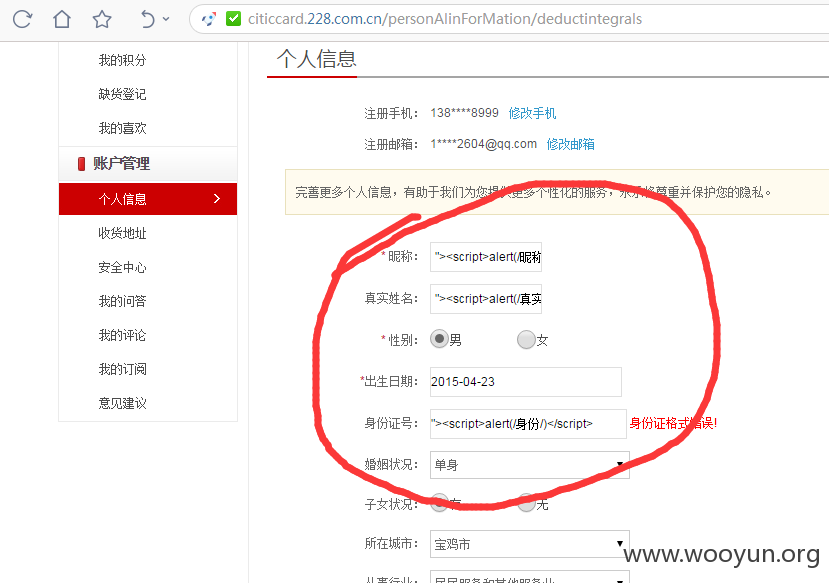 citiccard.228.com.cn/personAlinForMation/deductintegrals
我的积分
缺货登记
我的喜欢
账户管理
个人信息
收货地址
安全中心
我的问答
我的评论
我的订阅
意见建议
个人信息
注册手机： 138****8999 修改手机
注册邮箱： 1****2604@qq.com 修改邮箱
完善更多个人信息，有助于我们为您提供更多个性化的服务，永乐将尊重并保护您的隐私。
*昵称： "><script>alert(/昵称
真实姓名： "><script>alert(/真实
*性别： 男 女
*出生日期： 2015-04-23
身份证号： "><script>alert(/身份/)</script> 身份证格式错误!
婚姻状况： 单身
子女状况： 有 无
所在城市： 宝鸡市
www.wooyun.org
从事行业： 居民服务和其他服务业